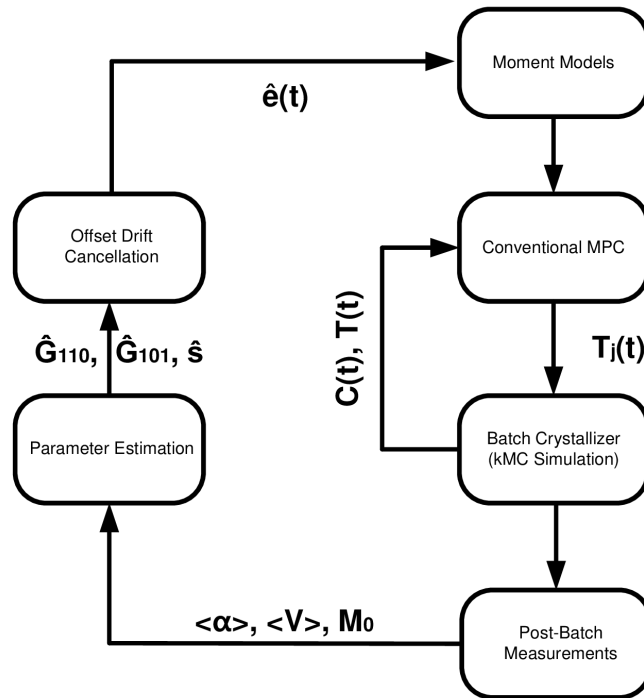 Moment Models
ê(t)
Offset Drift
Cancellation
Conventional MPC
C(t), T(t)
Tj(t)
Ĝ110, Ĝ101, ŝ
Parameter Estimation
Batch Crystallizer
(kMC Simulation)
<α>, <V>, M0
Post-Batch
Measurements